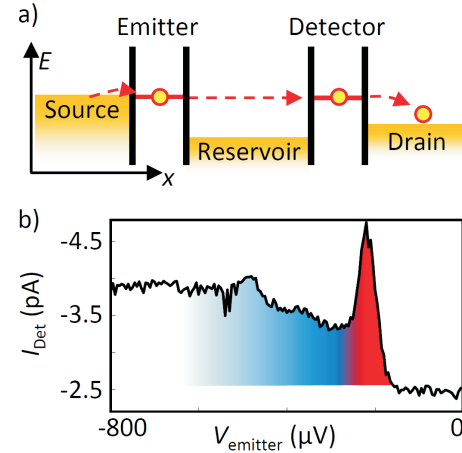 a)
Emitter
Detector
E
Source
Reservoir
Drain
x
b)
-4.5
-3.5
-2.5
I_Det (pA)
-800
V_emitter (μV)
0